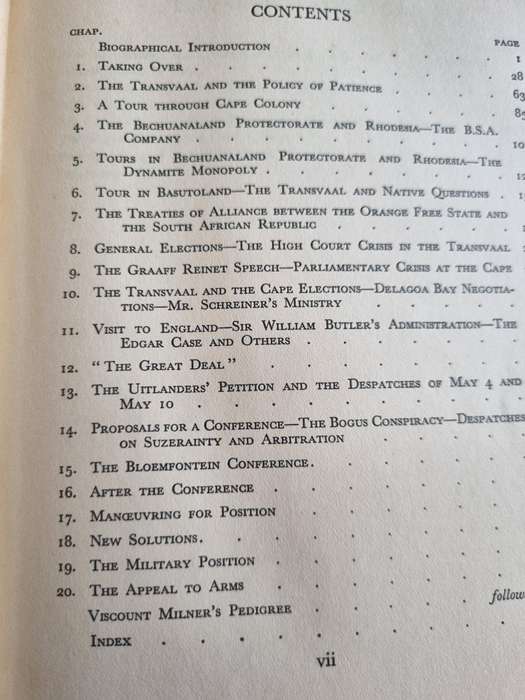 CONTENTS
CHAP.
PAGE
BIOGRAPHICAL INTRODUCTION . . . . . . 1
1. TAKING OVER . . . . . . . . 28
2. THE TRANSVAAL AND THE POLICY OF PATIENCE . . . 63
3. A TOUR THROUGH CAPE COLONY . . . . .
4. THE BECHUANALAND PROTECTORATE AND RHODESIA—THE B.S.A.
COMPANY . . . . . . . .
5. TOURS IN BECHUANALAND PROTECTORATE AND RHODESIA—THE
DYNAMITE MONOPOLY . . . . . .
6. TOUR IN BASUTOLAND—THE TRANSVAAL AND NATIVE QUESTIONS .
7. THE TREATIES OF ALLIANCE BETWEEN THE ORANGE FREE STATE AND
THE SOUTH AFRICAN REPUBLIC . . . . .
8. GENERAL ELECTIONS—THE HIGH COURT CRISIS IN THE TRANSVAAL
9. THE GRAAFF REINET SPEECH—PARLIAMENTARY CRISIS AT THE CAPE
10. THE TRANSVAAL AND THE CAPE ELECTIONS—DELAGOA BAY NEGOTIA-
TIONS—MR. SCHREINER'S MINISTRY . . . .
11. VISIT TO ENGLAND—SIR WILLIAM BUTLER'S ADMINISTRATION—THE
EDGAR CASE AND OTHERS . . . . .
12. "THE GREAT DEAL" . . . . . .
13. THE UITLANDERS' PETITION AND THE DESPATCHES OF MAY 4 AND
MAY 10 . . . . . . . .
14. PROPOSALS FOR A CONFERENCE—THE BOGUS CONSPIRACY—DESPATCHES
ON SUZERAINTY AND ARBITRATION . . . .
15. THE BLOEMFONTEIN CONFERENCE . . . . .
16. AFTER THE CONFERENCE . . . . . .
17. MANŒUVRING FOR POSITION . . . . .
18. NEW SOLUTIONS . . . . . . .
19. THE MILITARY POSITION . . . . . .
20. THE APPEAL TO ARMS . . . . . .
VISCOUNT MILNER'S PEDIGREE . . . . follow
INDEX . . . . . . . . .
vii